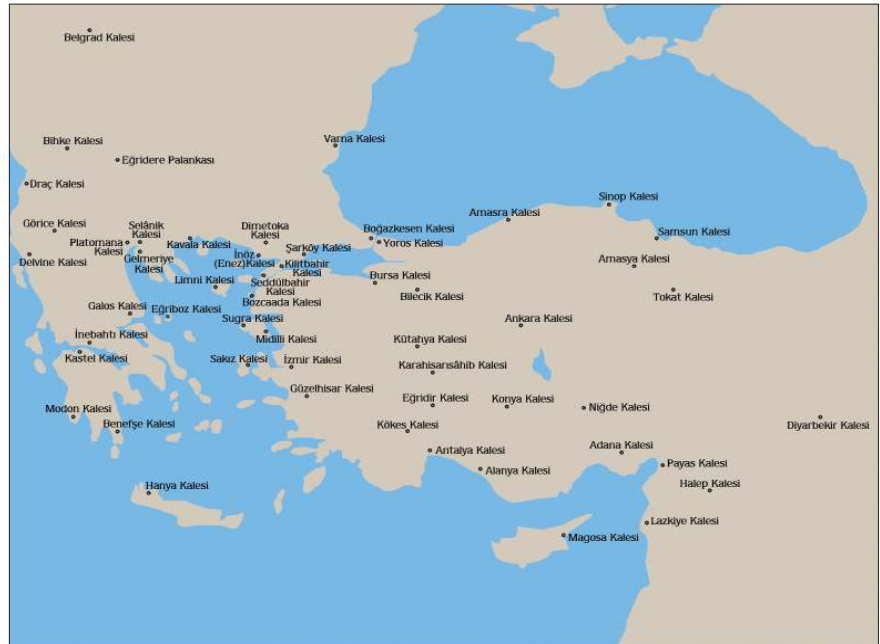 Belgrad Kalesi
Varna Kalesi
Bihke Kalesi
Eğridere Palankası
Draç Kalesi
Sinop Kalesi
Amasra Kalesi
Görice Kalesi
Selânik
Kalesi
Dimetoka
Kalesi
Boğazkesen Kalesi
Samsun Kalesi
Platomana
Kalesi
Kavala Kalesi
Yoros Kalesi
Şarköy Kalesi
İnöz
(Enez)Kalesi
Delvine Kalesi
Gelmeriye
Kalesi
Kilitbahir
Kalesi
Amasya Kalesi
Limni Kalesi
Seddülbahir
Kalesi
Bursa Kalesi
Bilecik Kalesi
Tokat Kalesi
Bozcaada Kalesi
Galos Kalesi
Eğriboz Kalesi
Sugra Kalesi
Ankara Kalesi
İnebahtı Kalesi
Midilli Kalesi
Kütahya Kalesi
Kastel Kalesi
Sakız Kalesi
İzmir Kalesi
Karahisarısâhib Kalesi
Güzelhisar Kalesi
Eğridir Kalesi
Konya Kalesi
Niğde Kalesi
Modon Kalesi
Benefşe Kalesi
Kökeş Kalesi
Diyarbekir Kalesi
Antalya Kalesi
Adana Kalesi
Alanya Kalesi
Payas Kalesi
Hanya Kalesi
Halep Kalesi
Lazkiye Kalesi
Magosa Kalesi